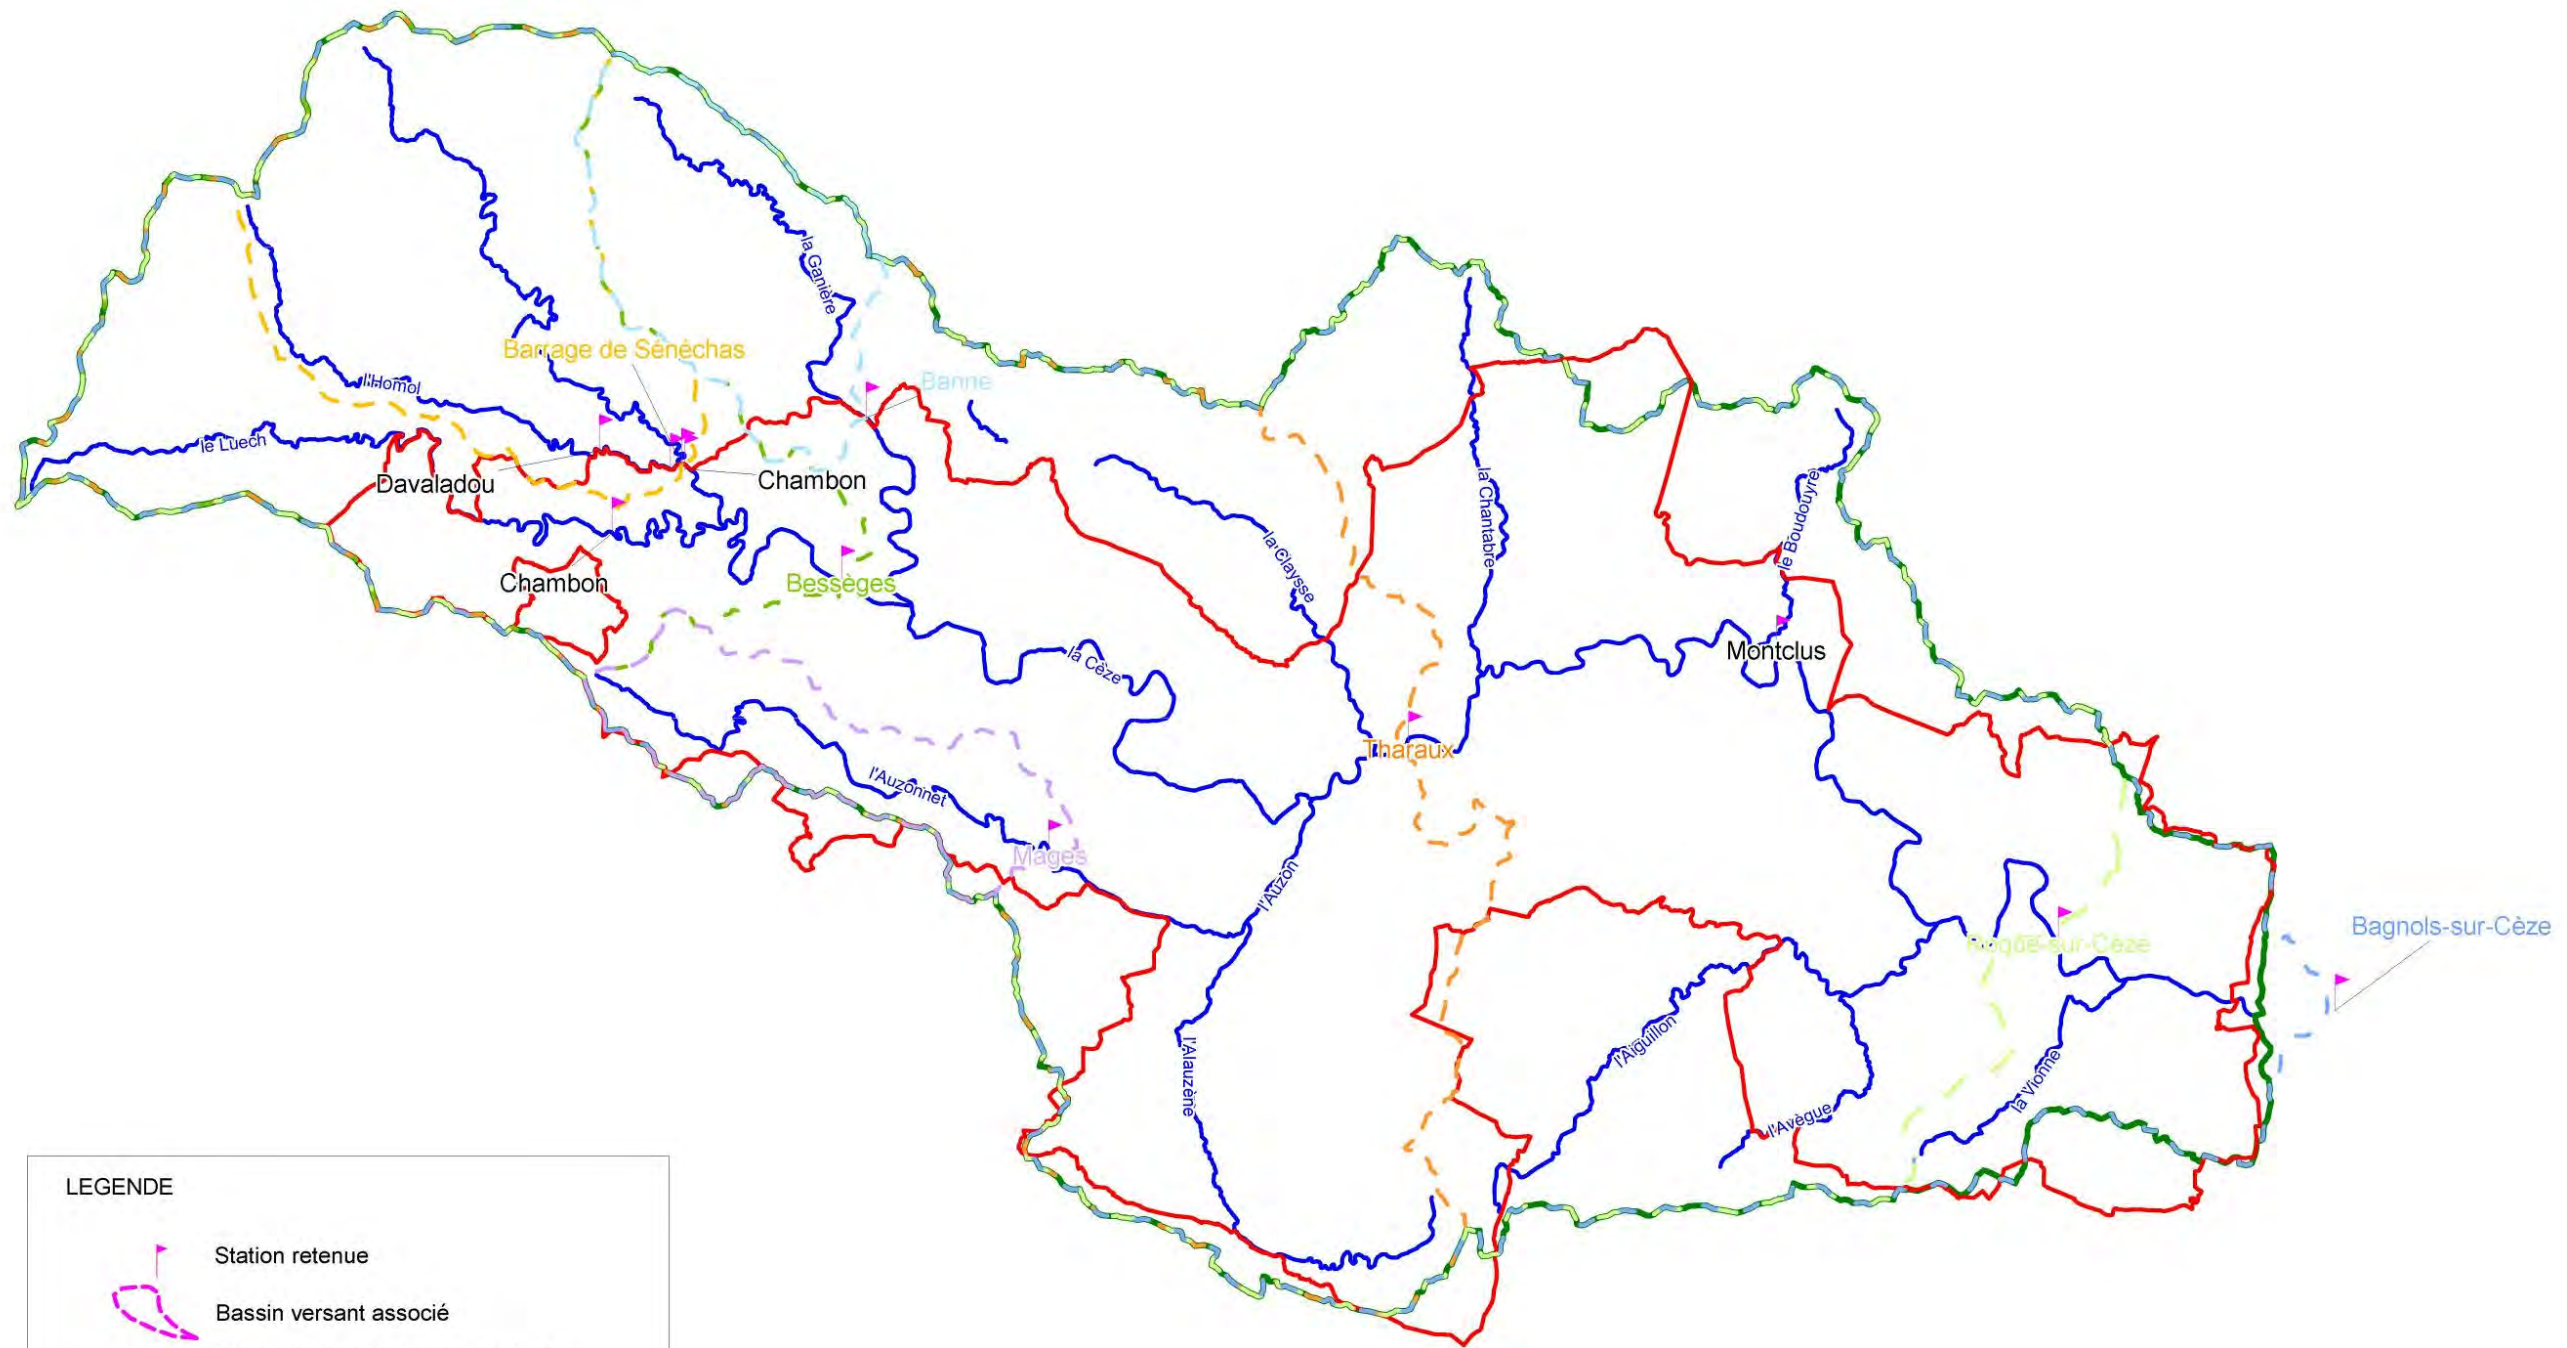 la Ganière
Barrage de Sénéchas
Banne
l'Homol
le Luech
Davaladou
Chambon
la Chantabre
le Boudouyre
la Claysse
Chambon
Bessèges
la Cèze
Montclus
Tharaux
l'Auzonnet
Mages
l'Auzon
Roque-sur-Cèze
Bagnols-sur-Cèze
l'Aiguillon
l'Alauzène
la Vionne
l'Avègue
LEGENDE
Station retenue
Bassin versant associé